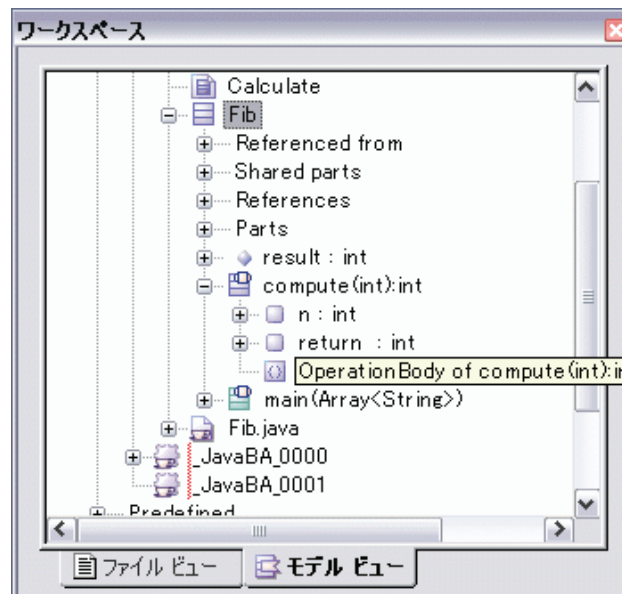 ワークスペース
Calculate
Fib
Referenced from
Shared parts
References
Parts
result : int
compute(int):int
n : int
return : int
OperationBody of compute(int):i
main(Array<String>)
Fib.java
_JavaBA_0000
_JavaBA_0001
Predefined
ファイル ビュー
モデル ビュー